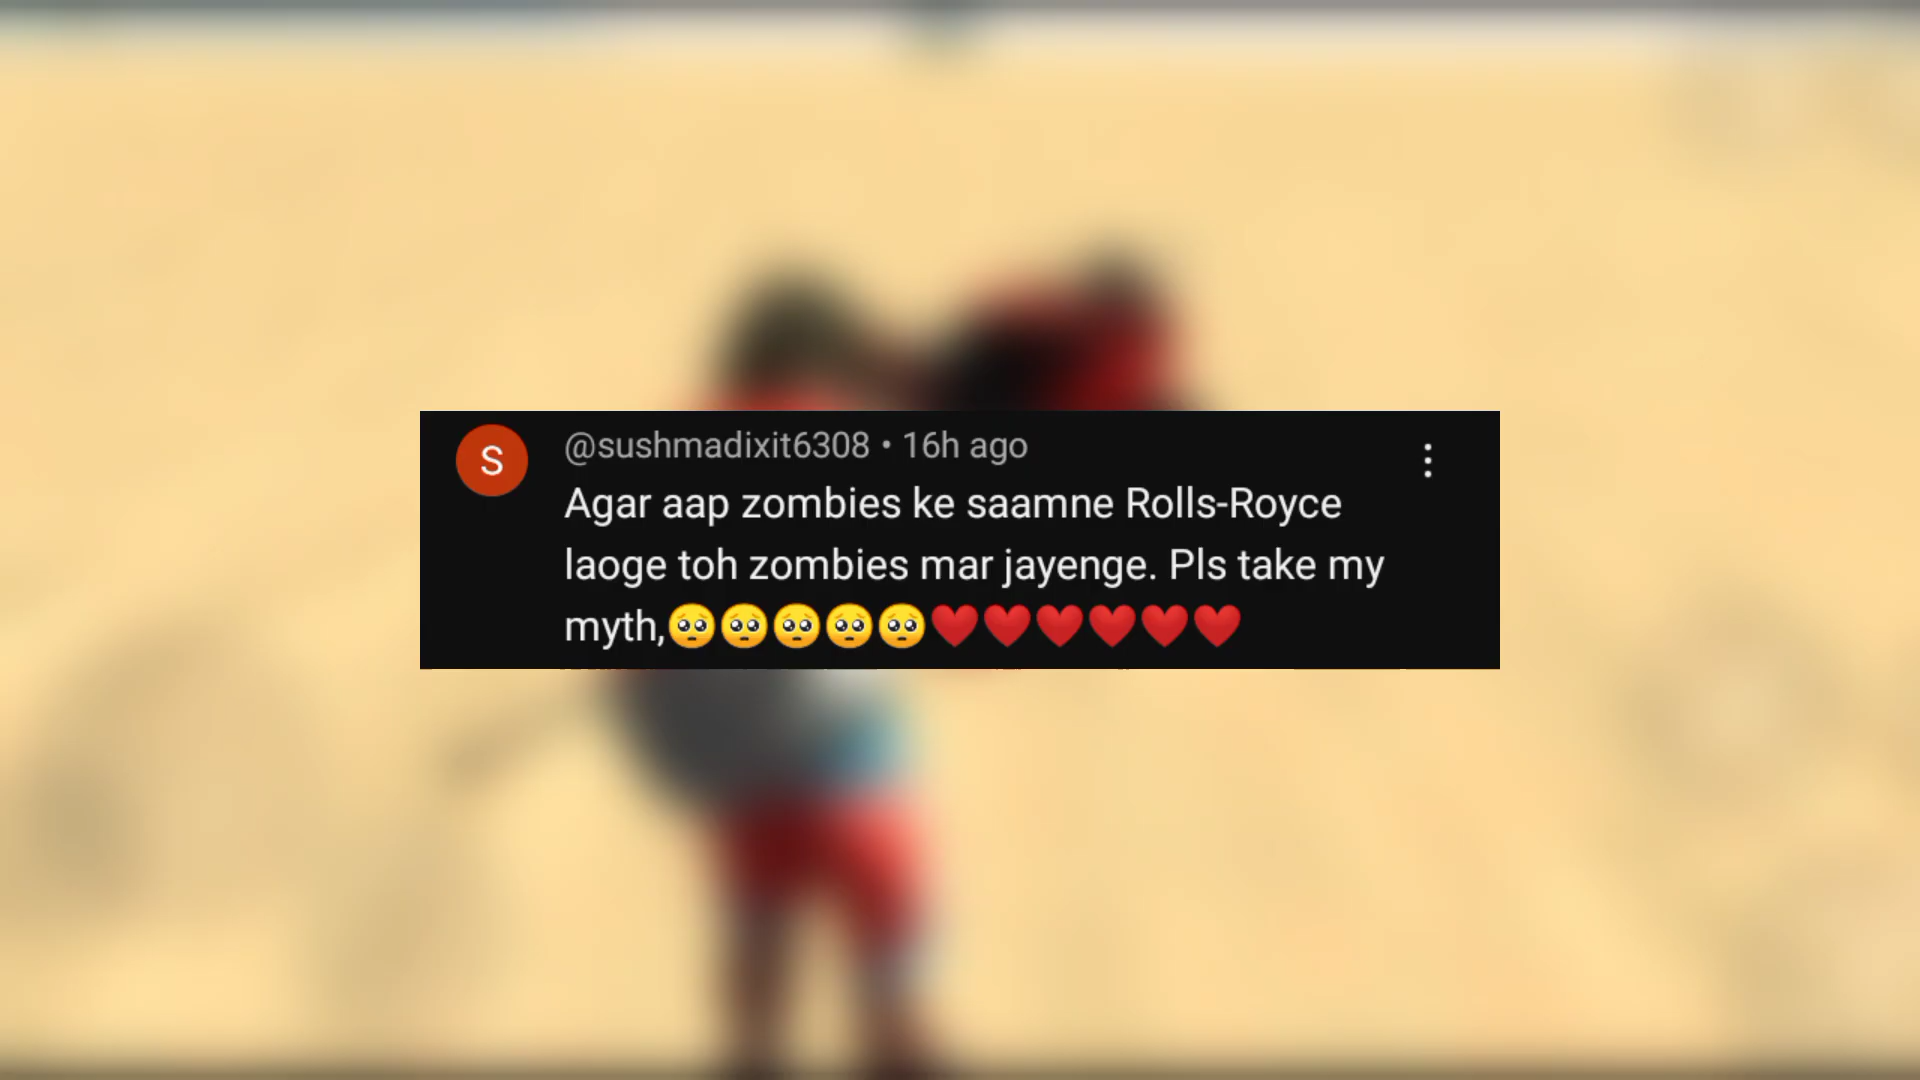 S
@sushmadixit6308 • 16h ago
Agar aap zombies ke saamne Rolls-Royce
laoge toh zombies mar jayenge. Pls take my
myth,🥺🥺🥺🥺🥺❤️❤️❤️❤️❤️❤️